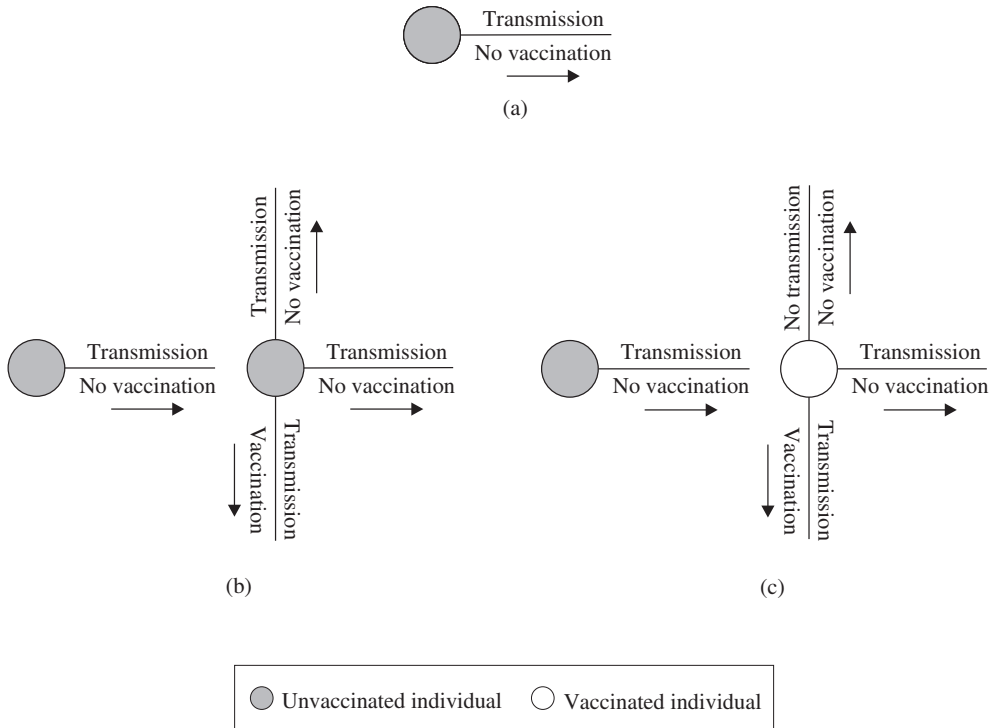 Transmission
No vaccination
(a)
Transmission
No vaccination
Transmission
No vaccination
Transmission
No vaccination
Vaccination
Transmission
(b)
Transmission
No vaccination
No transmission
No vaccination
Transmission
No vaccination
Vaccination
Transmission
(c)
Unvaccinated individual
Vaccinated individual